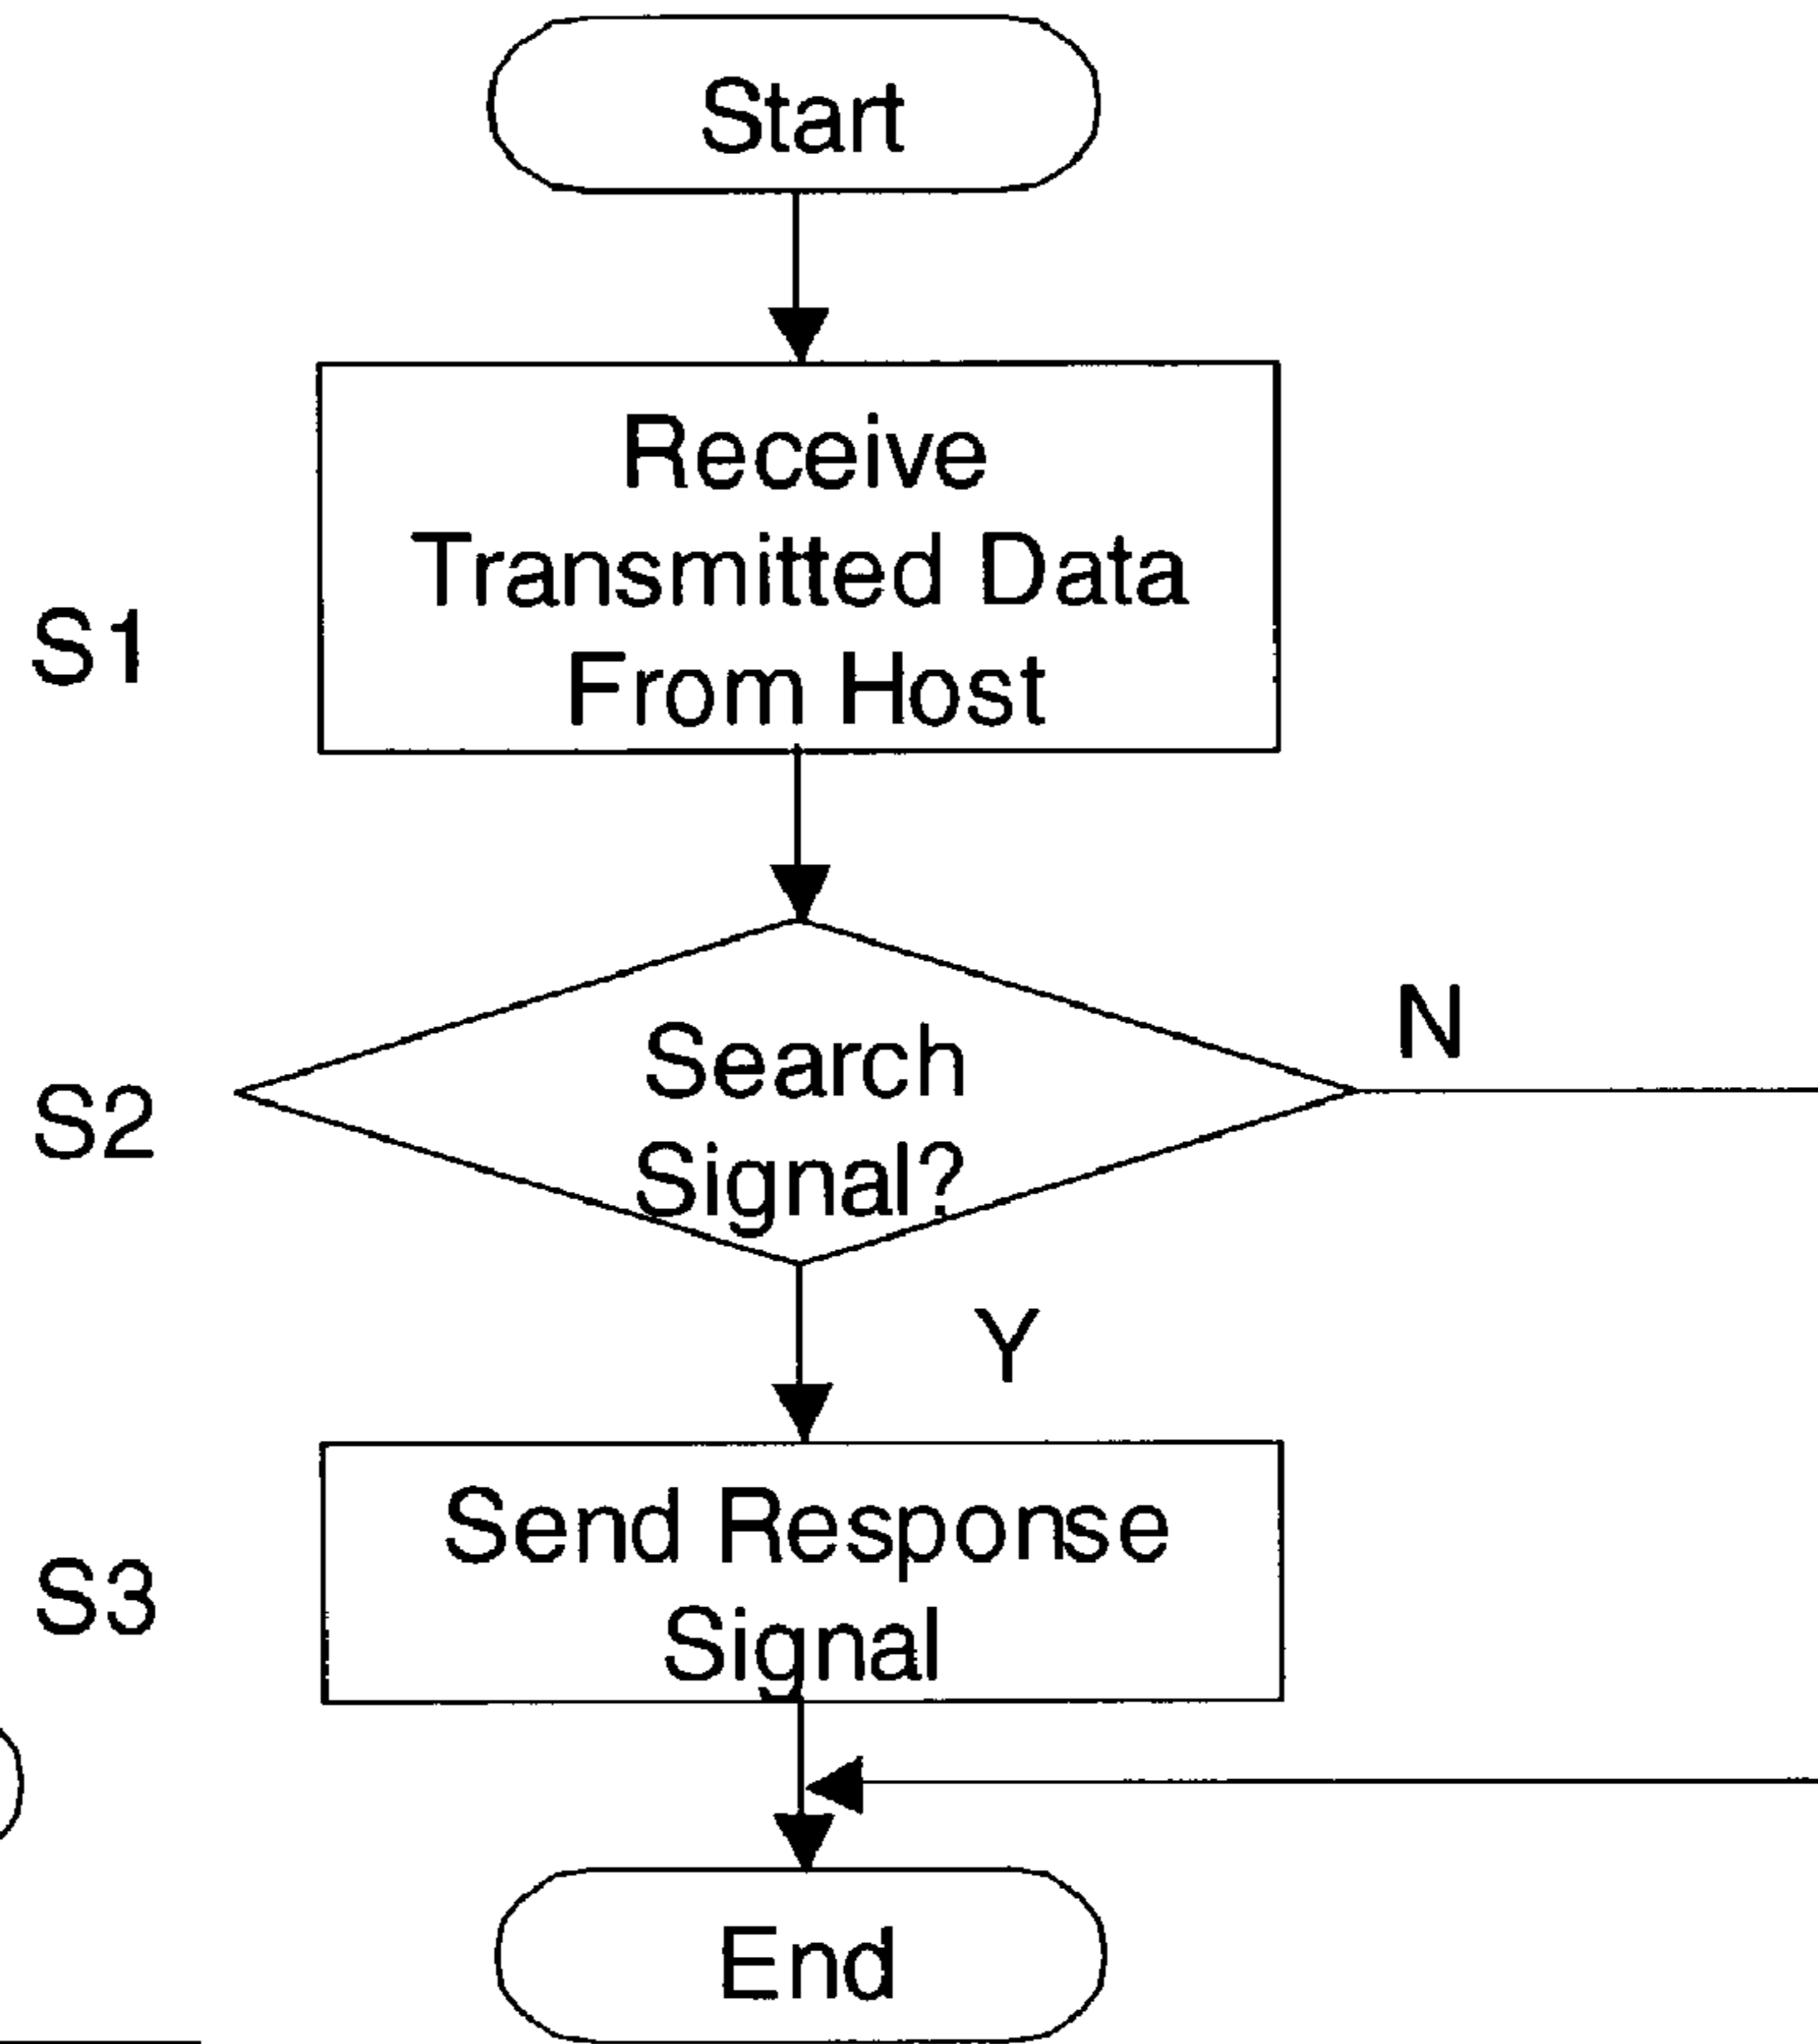 Start
Receive
Transmitted Data
From Host
S1
Search
Signal?
N
S2
Y
Send Response
Signal
S3
End